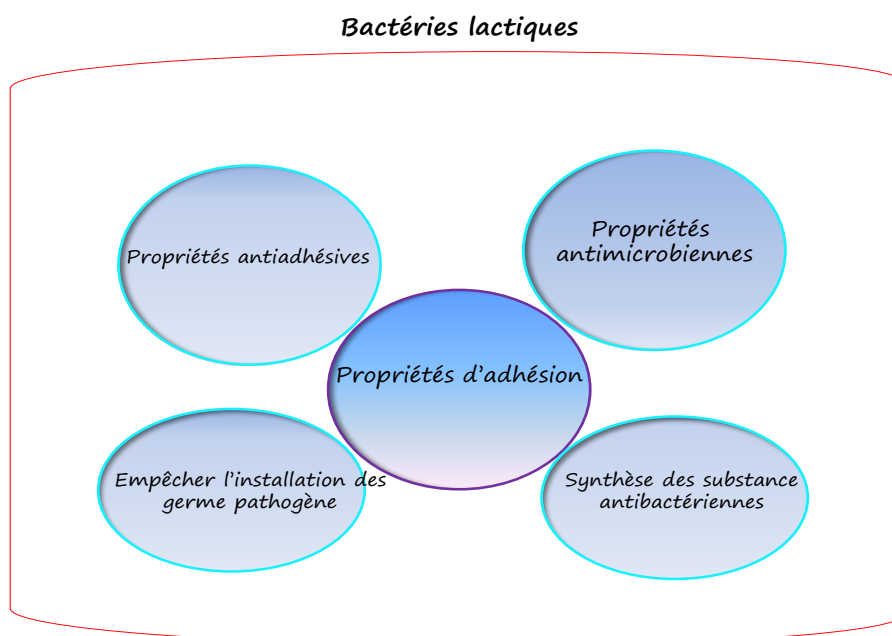 Bactéries lactiques
Propriétés antiadhésives
Propriétés
antimicrobiennes
Propriétés d'adhésion
Empêcher l'installation des
germe pathogène
Synthèse des substance
antibactériennes